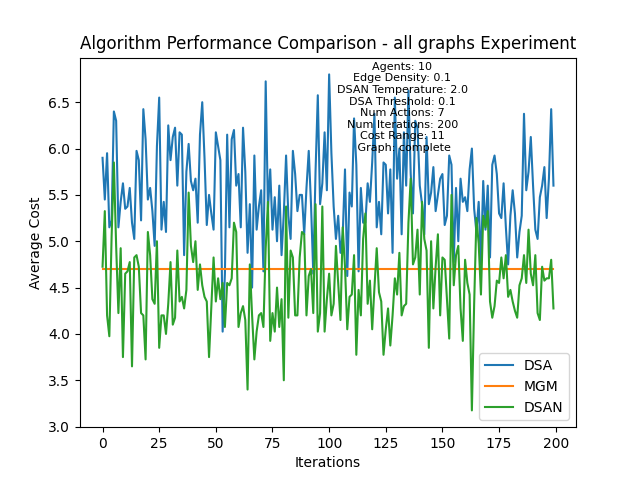 Algorithm Performance Comparison - all graphs Experiment
Agents: 10
Edge Density: 0.1
DSAN Temperature: 2.0
DSA Threshold: 0.1
Num Actions: 7
Num Iterations: 200
Cost Range: 11
Graph: complete
Average Cost
6.5
6.0
5.5
5.0
4.5
4.0
3.5
3.0
0
25
50
75
100
125
150
175
200
Iterations
DSA
MGM
DSAN